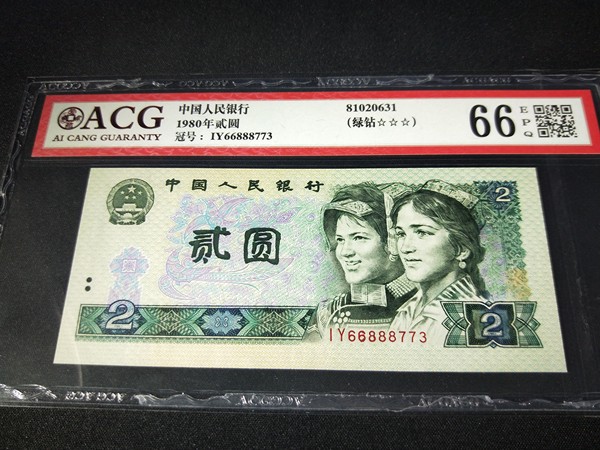 ACG
AI CANG GUARANTY
中国人民银行
1980年贰圆
冠号: IY66888773
81020631
(绿钻☆☆☆)
66
EPQ
中国人民银行
2
贰圆
2
IY66888773
2